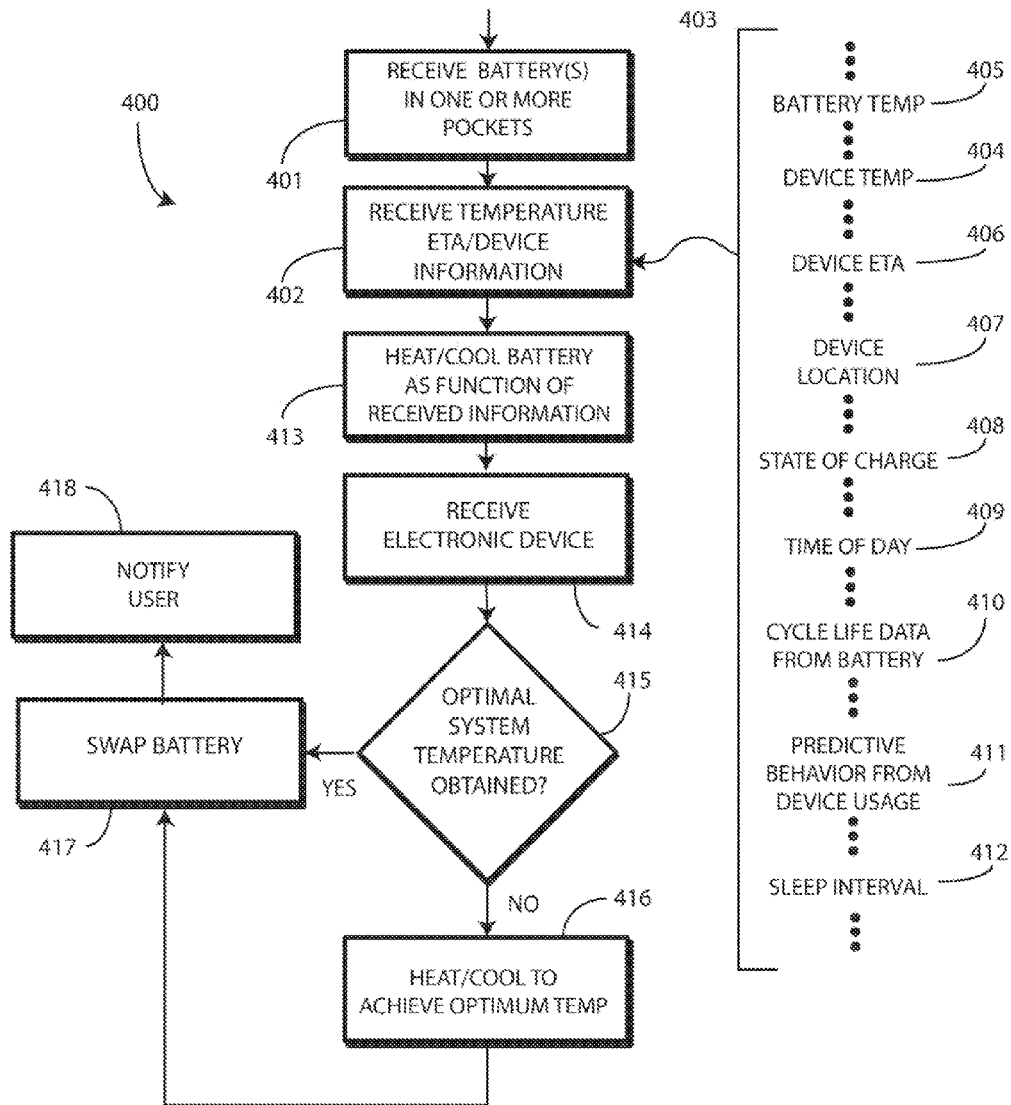 400
RECEIVE BATTERY(S)
IN ONE OR MORE
POCKETS
401
RECEIVE TEMPERATURE
ETA/DEVICE
INFORMATION
402
HEAT/COOL BATTERY
AS FUNCTION OF
RECEIVED INFORMATION
413
RECEIVE
ELECTRONIC DEVICE
414
OPTIMAL
SYSTEM
TEMPERATURE
OBTAINED?
415
YES
NO
418
NOTIFY
USER
SWAP BATTERY
417
416
HEAT/COOL TO
ACHIEVE OPTIMUM TEMP
403
405
BATTERY TEMP
404
DEVICE TEMP
406
DEVICE ETA
407
DEVICE
LOCATION
408
STATE OF CHARGE
409
TIME OF DAY
410
CYCLE LIFE DATA
FROM BATTERY
PREDICTIVE
BEHAVIOR FROM
DEVICE USAGE
411
412
SLEEP INTERVAL